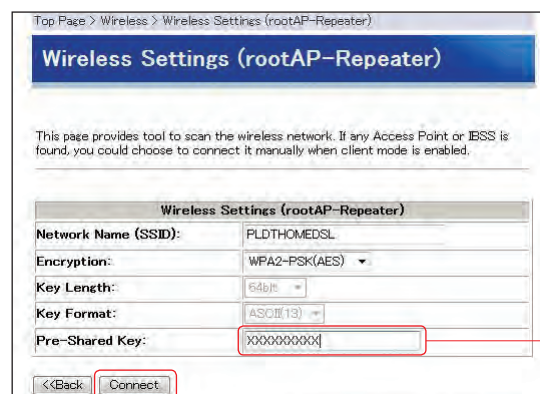 Top Page > Wireless > Wireless Settings (rootAP-Repeater)
Wireless Settings (rootAP-Repeater)
This page provides tool to scan the wireless network. If any Access Point or IBSS is
found, you could choose to connect it manually when client mode is enabled.
Wireless Settings (rootAP-Repeater)
Network Name (SSID): PLDTHOMEDSL
Encryption: WPA2-PSK(AES)
Key Length: 64bit
Key Format: ASCII(13)
Pre-Shared Key: XXXXXXXXXX
<<Back Connect